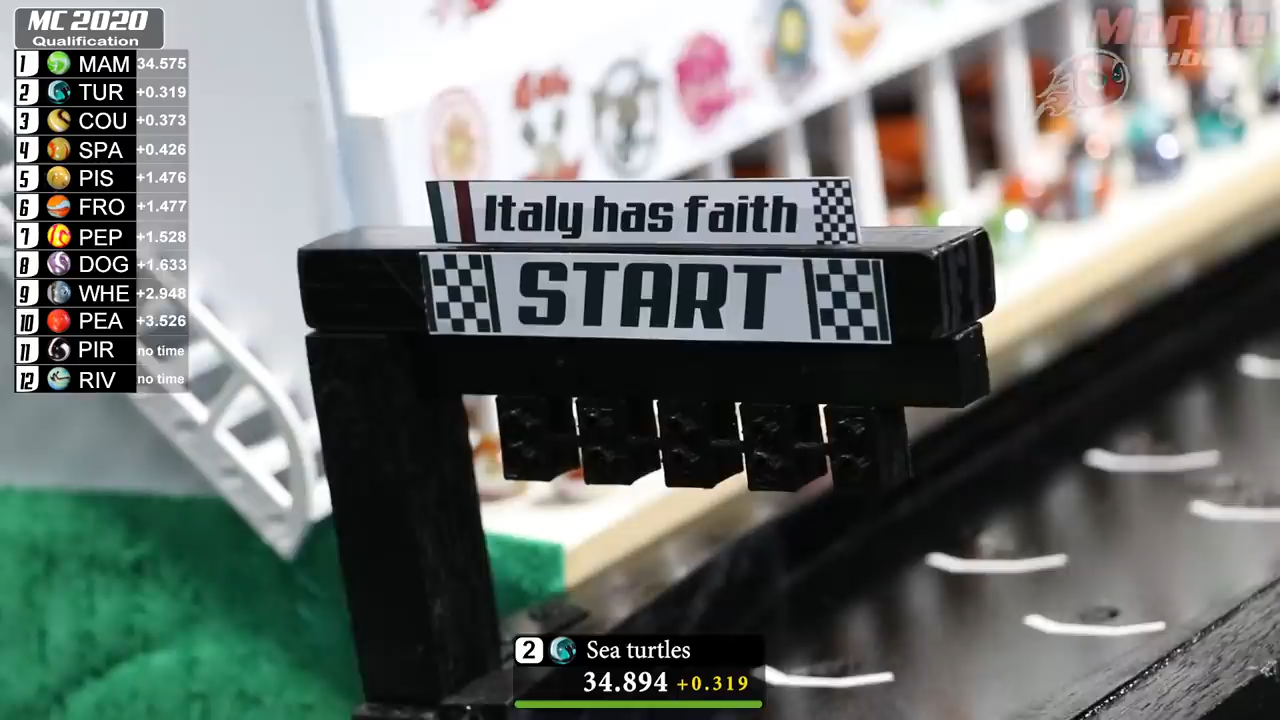 MC 2020
Qualification
1 MAM 34.575
2 TUR +0.319
3 COU +0.373
4 SPA +0.426
5 PIS +1.476
6 FRO +1.477
7 PEP +1.528
8 DOG +1.633
9 WHE +2.948
10 PEA +3.526
11 PIR no time
12 RIV no time
Marble
Italy has faith
START
2 Sea turtles
34.894 +0.319